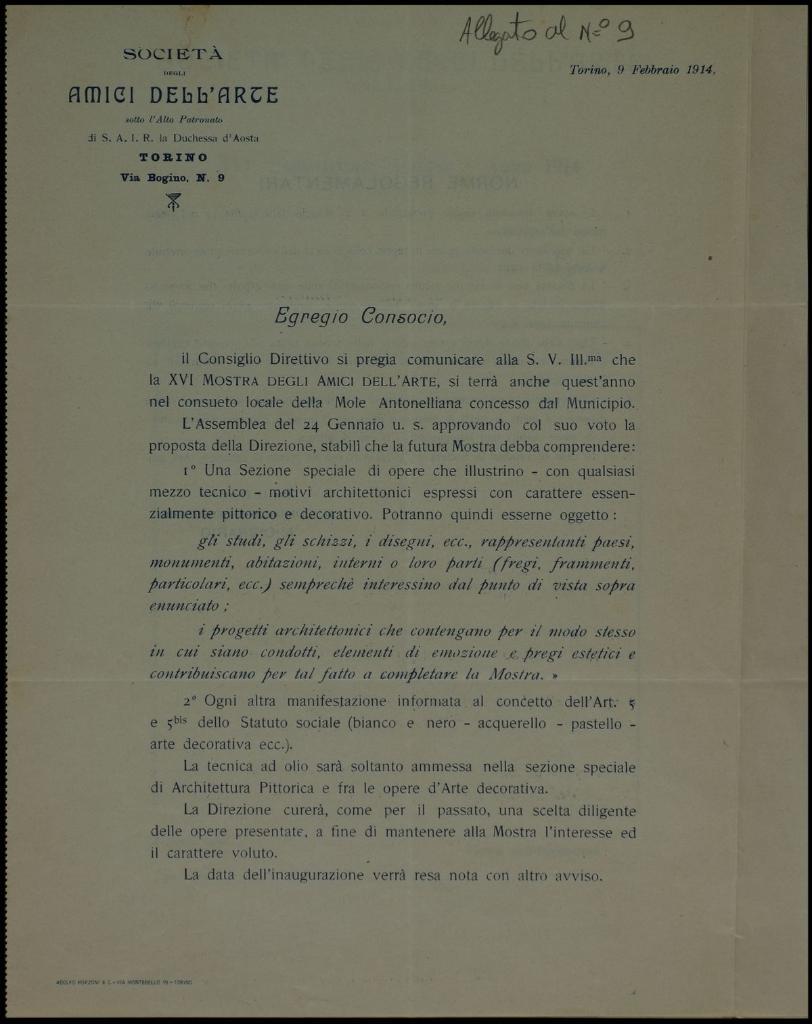 Allegato al N=º 9
SOCIETÀ
DEGLI
AMICI DELL'ARTE
sotto l'Alto Patronato
di S. A. I. R. la Duchessa d'Aosta
TORINO
Via Bogino, N. 9
Torino, 9 Febbraio 1914.
NORME REGOLAMENTARI
Egregio Consocio,
il Consiglio Direttivo si pregia comunicare alla S. V. Ill.ma che
la XVI MOSTRA DEGLI AMICI DELL'ARTE, si terrà anche quest'anno
nel consueto locale della Mole Antonelliana concesso dal Municipio.
L'Assemblea del 24 Gennaio u. s. approvando col suo voto la
proposta della Direzione, stabilì che la futura Mostra debba comprendere:
1º Una Sezione speciale di opere che illustrino - con qualsiasi
mezzo tecnico - motivi architettonici espressi con carattere essen-
zialmente pittorico e decorativo. Potranno quindi esserne oggetto :
gli studi, gli schizzi, i disegni, ecc., rappresentanti paesi,
monumenti, abitazioni, interni o loro parti (fregi, frammenti,
particolari, ecc.) semprechè interessino dal punto di vista sopra
enunciato ;
i progetti architettonici che contengano per il modo stesso
in cui siano condotti, elementi di emozione e pregi estetici e
contribuiscano per tal fatto a completare la Mostra. »
2º Ogni altra manifestazione informata al concetto dell'Art. 5
e 5bis dello Statuto sociale (bianco e nero - acquerello - pastello -
arte decorativa ecc.).
La tecnica ad olio sarà soltanto ammessa nella sezione speciale
di Architettura Pittorica e fra le opere d'Arte decorativa.
La Direzione curerà, come per il passato, una scelta diligente
delle opere presentate, a fine di mantenere alla Mostra l'interesse ed
il carattere voluto.
La data dell'inaugurazione verrà resa nota con altro avviso.